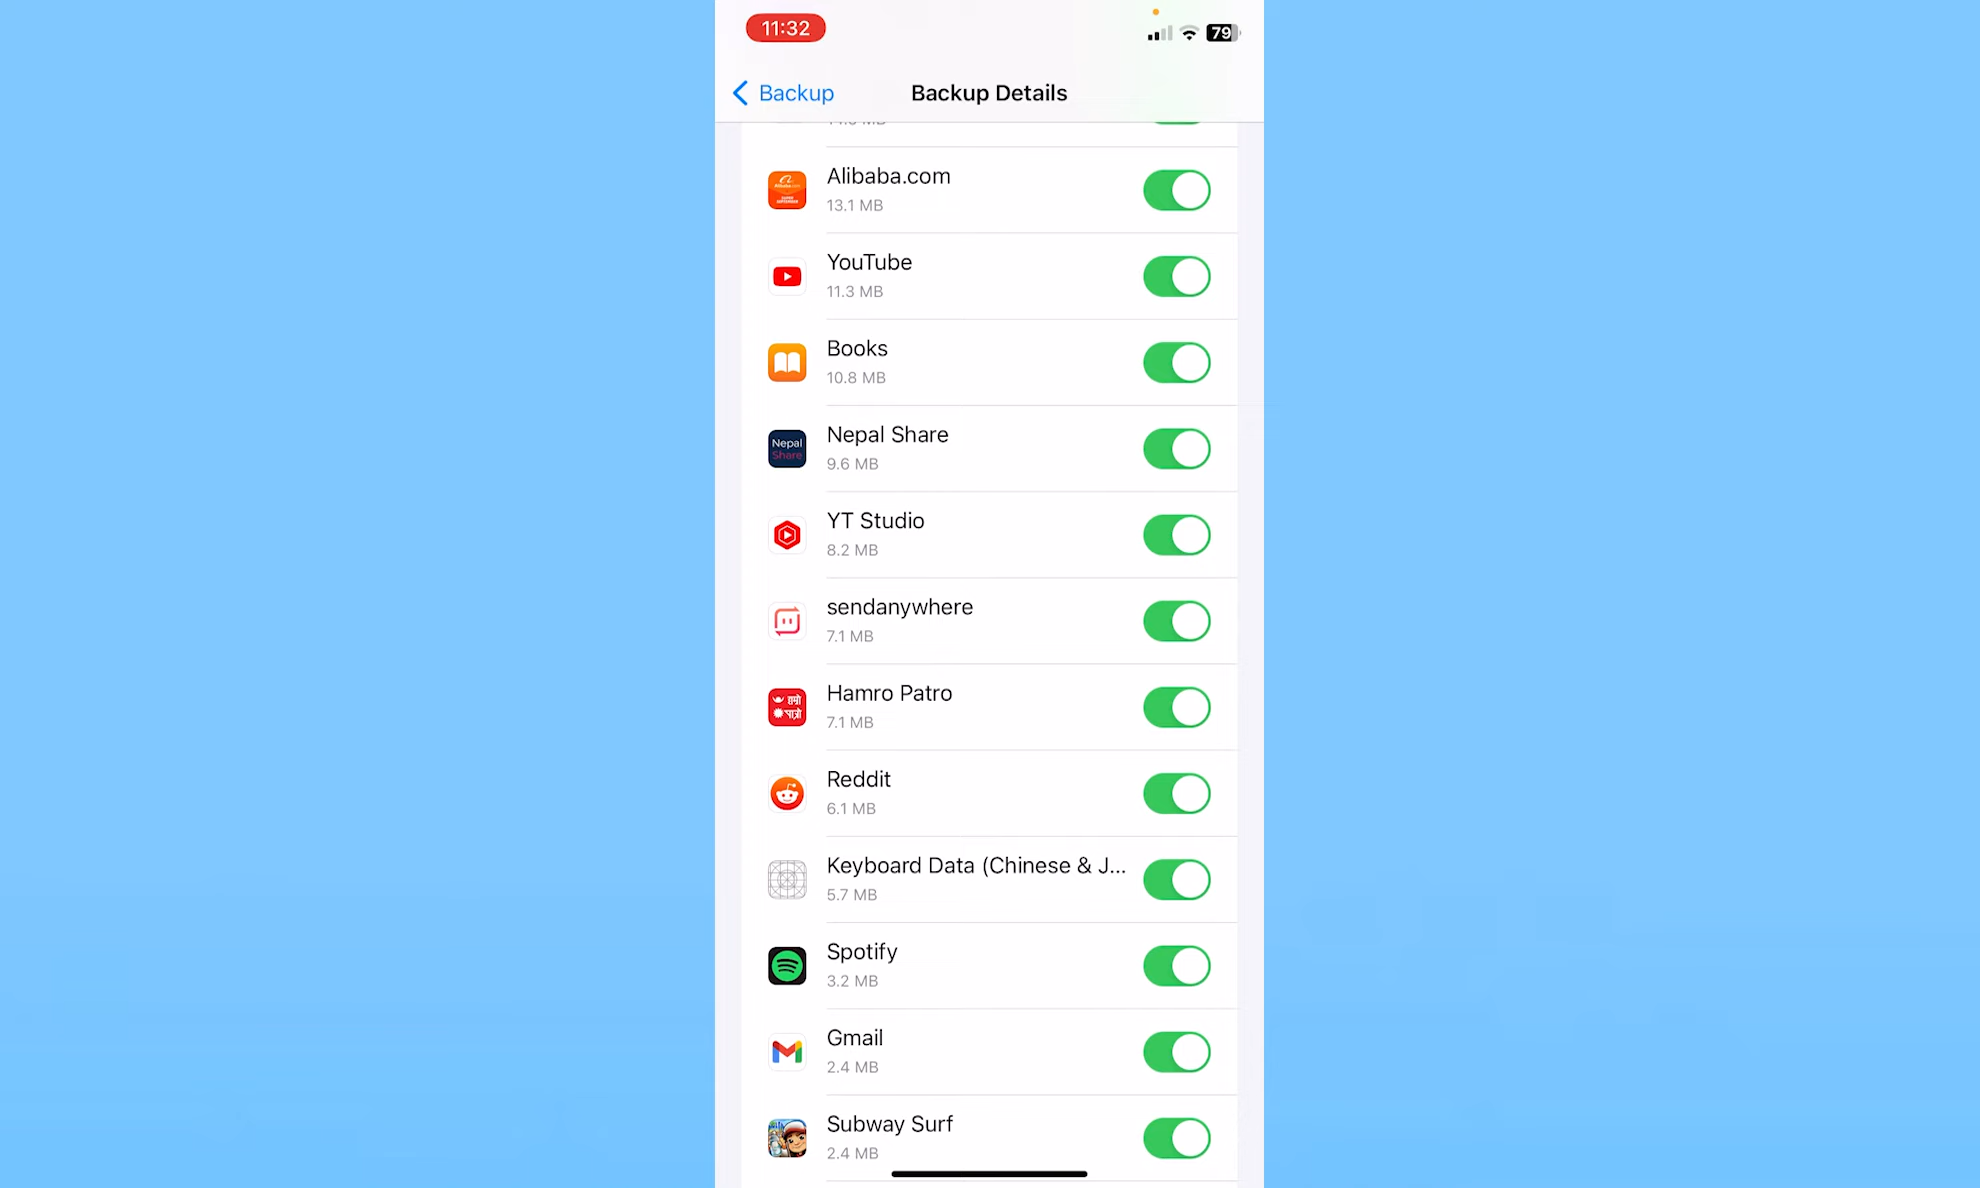 11:32
79
Backup
Backup Details
Alibaba.com
13.1 MB
YouTube
11.3 MB
Books
10.8 MB
Nepal
Share
Nepal Share
9.6 MB
YT Studio
8.2 MB
sendanywhere
7.1 MB
हाम्रो
पात्रो
Hamro Patro
7.1 MB
Reddit
6.1 MB
Keyboard Data (Chinese & J...
5.7 MB
Spotify
3.2 MB
Gmail
2.4 MB
Subway Surf
2.4 MB